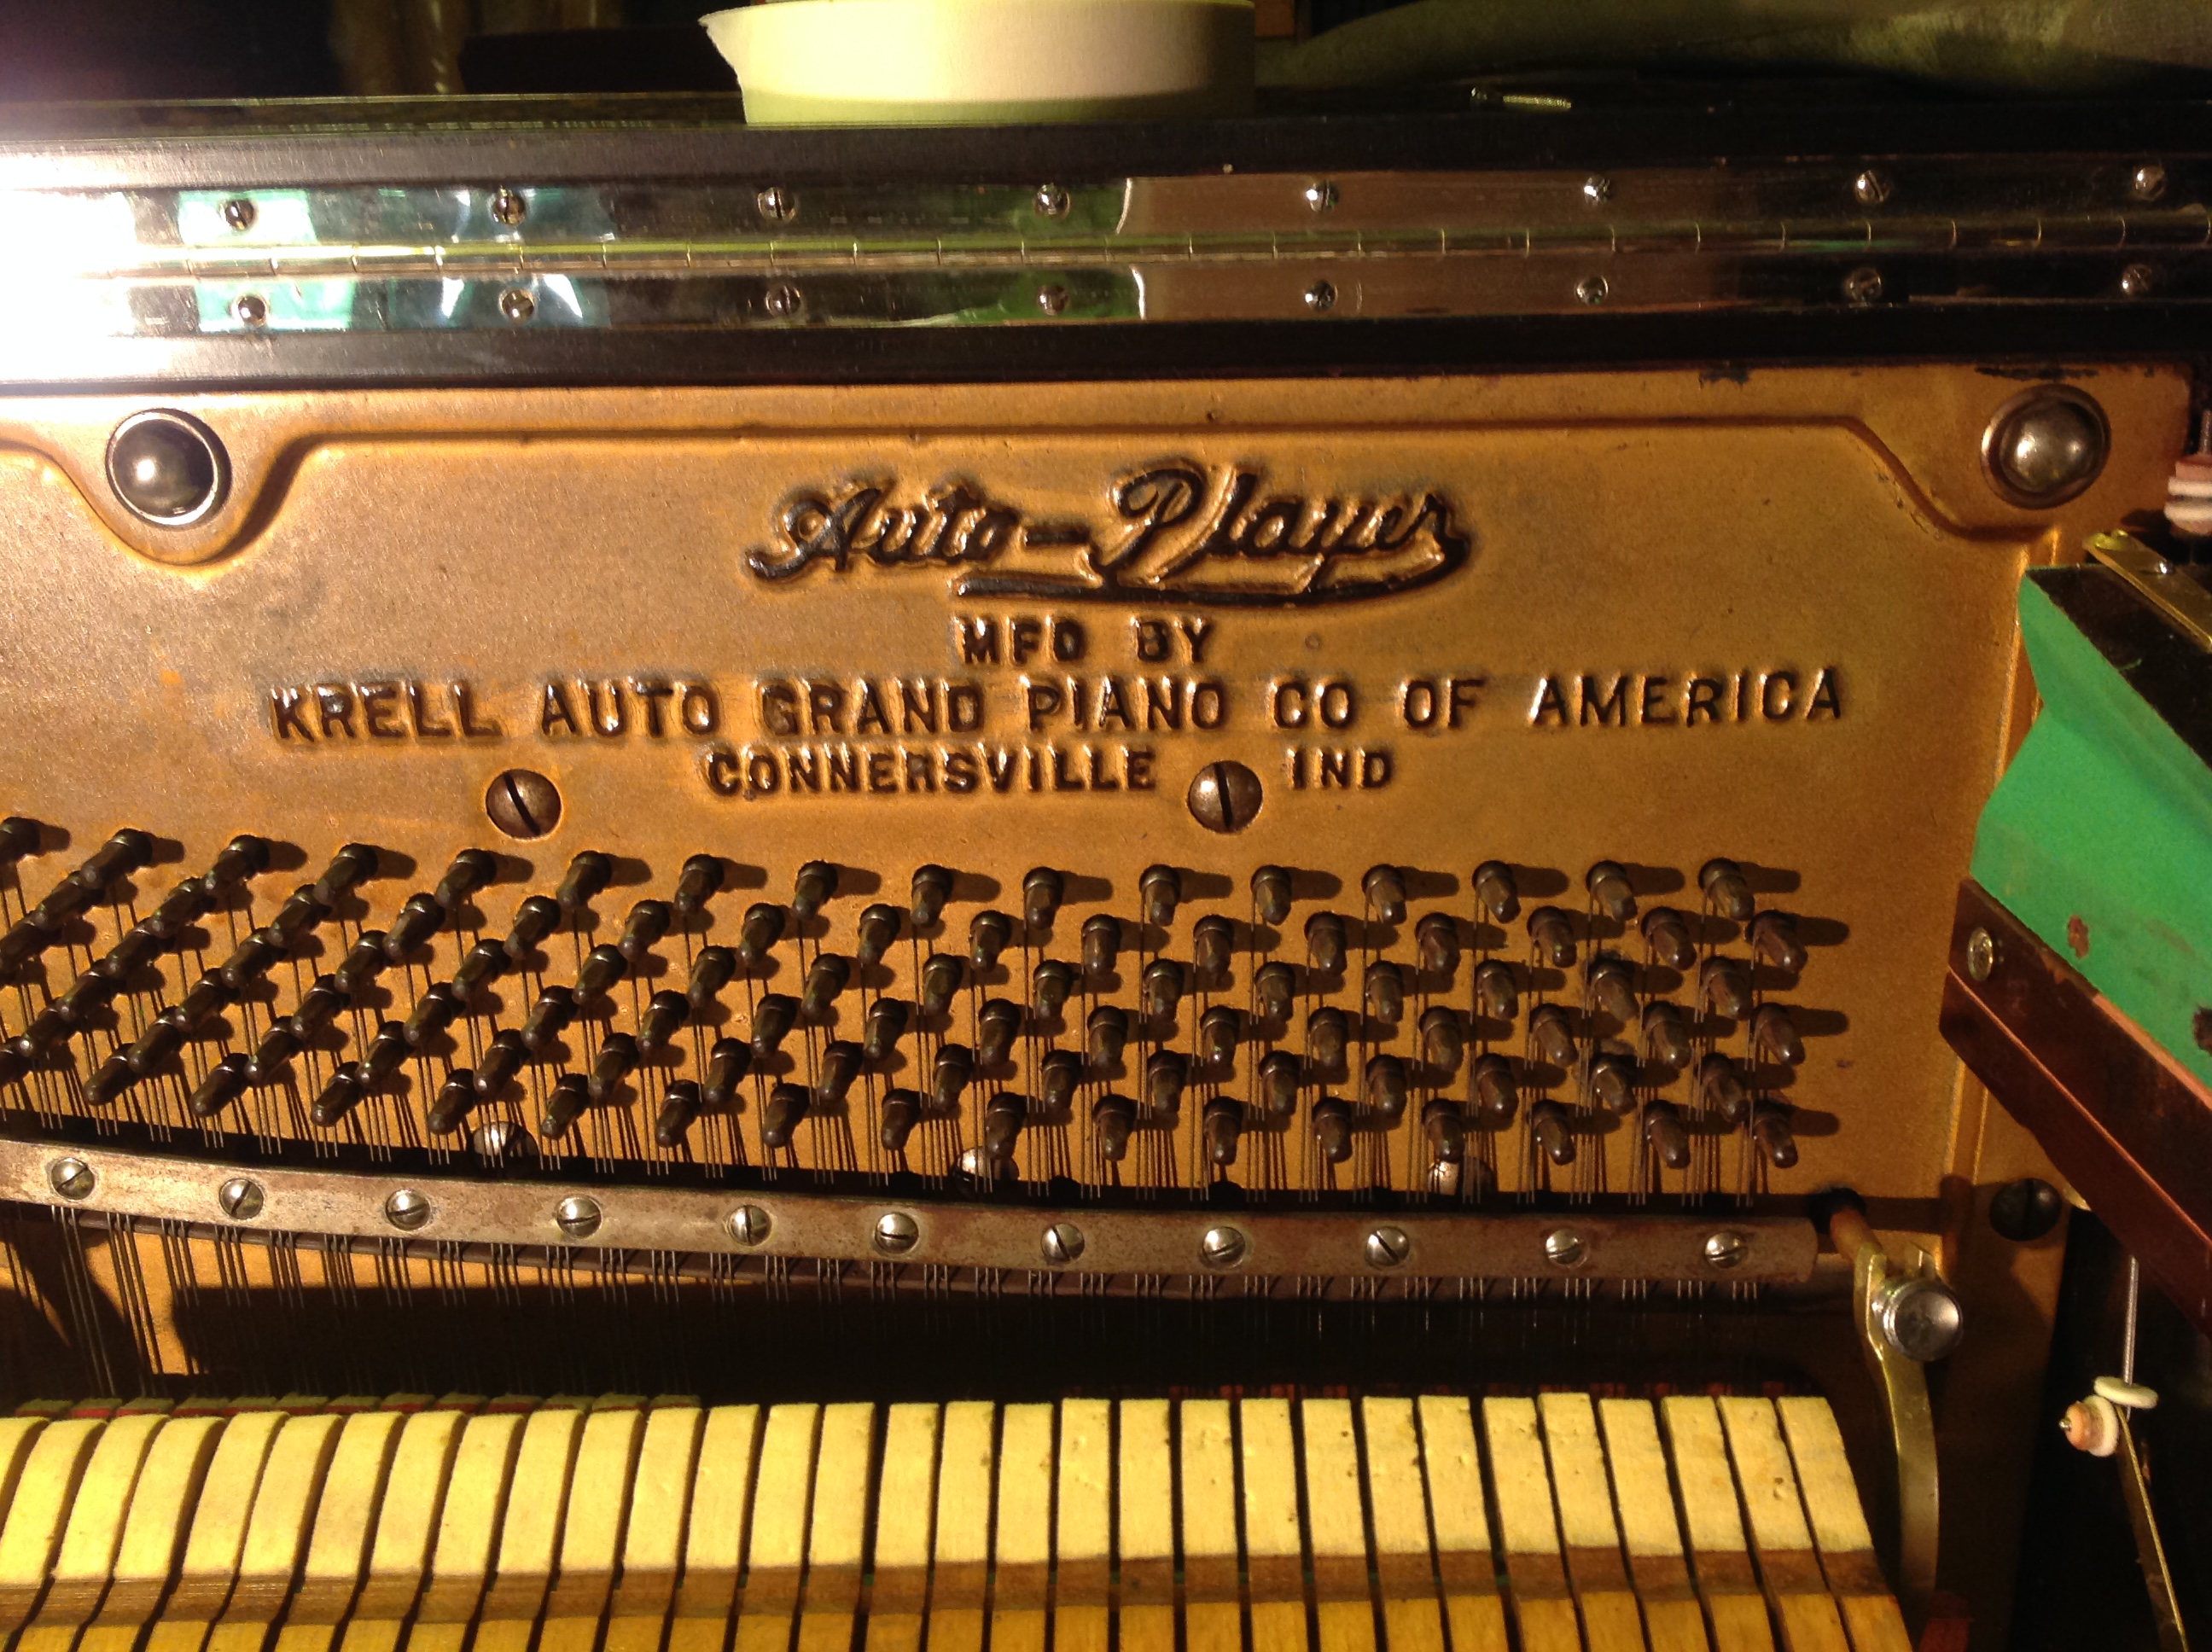 Auto-Player
MFD BY
KRELL AUTO GRAND PIANO CO OF AMERICA
CONNERSVILLE IND